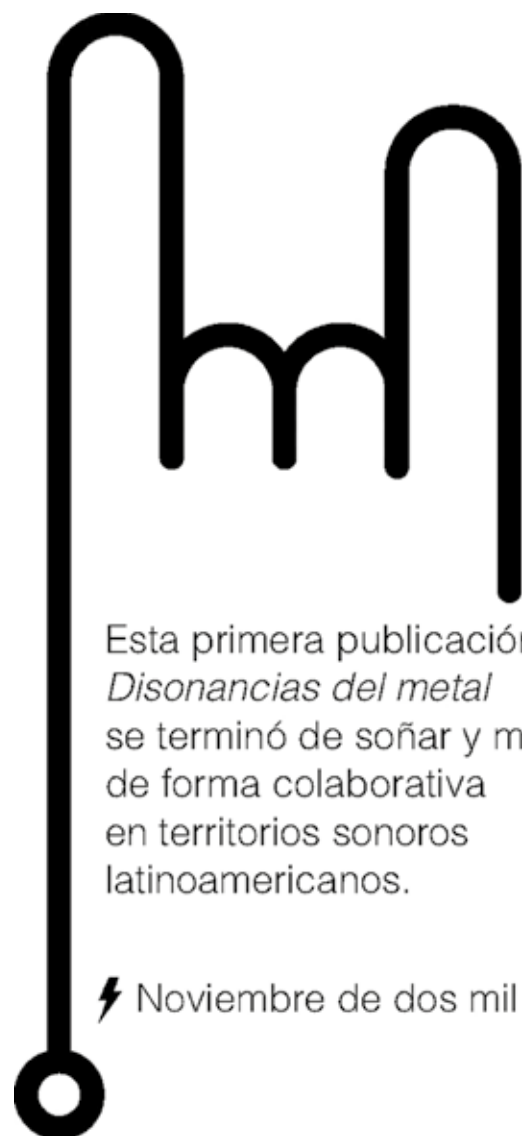 Esta primera publicación
Disonancias del metal
se terminó de soñar y m
de forma colaborativa
en territorios sonoros
latinoamericanos.
Noviembre de dos mil